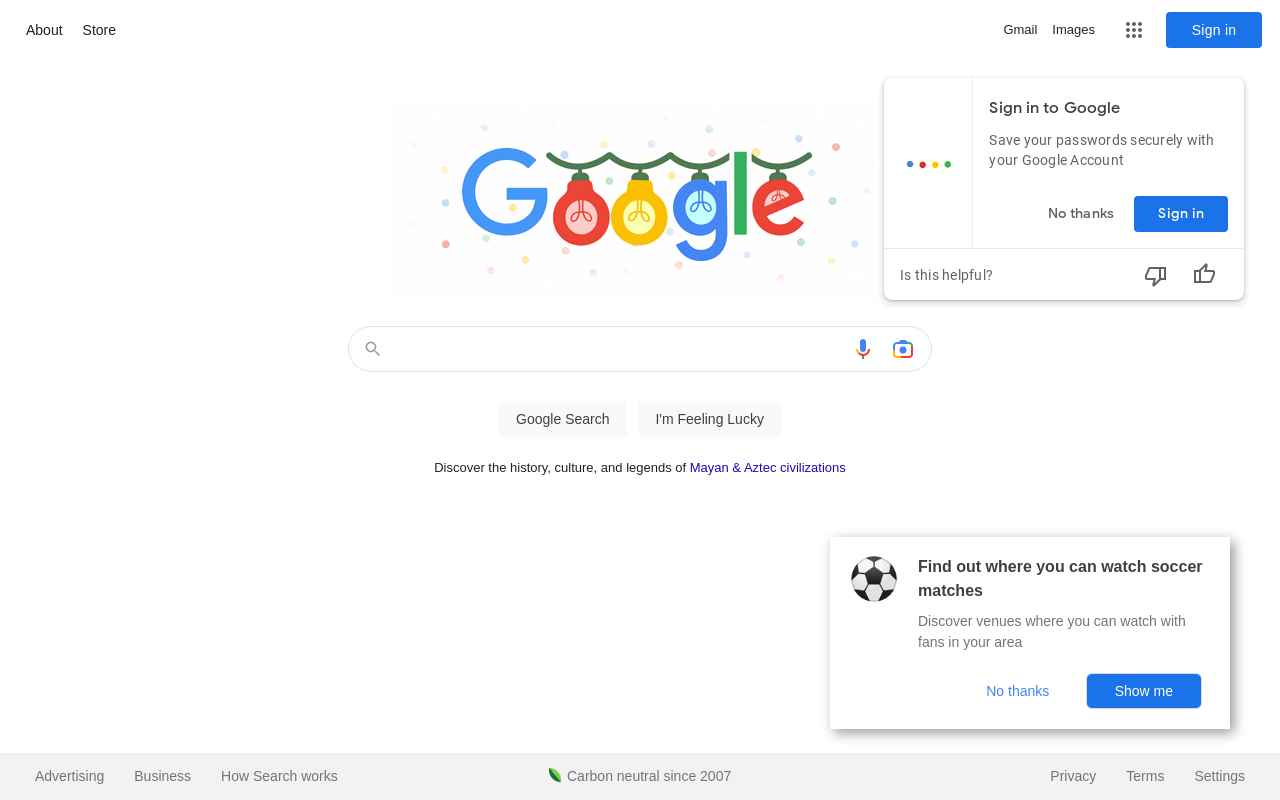 About Store
Gmail Images
Sign in
Google
Sign in to Google
Save your passwords securely with
your Google Account
No thanks
Sign in
Is this helpful?
Google Search
I'm Feeling Lucky
Discover the history, culture, and legends of Mayan & Aztec civilizations
Find out where you can watch soccer
matches
Discover venues where you can watch with
fans in your area
No thanks
Show me
Advertising Business How Search works
Carbon neutral since 2007
Privacy Terms Settings